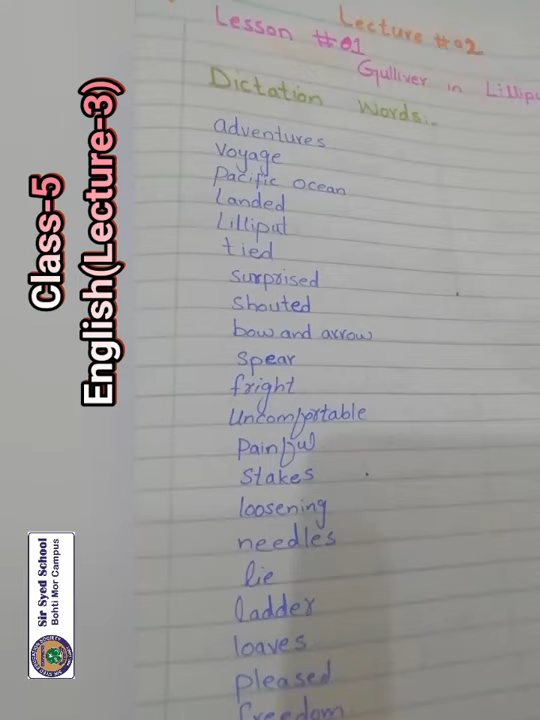 Lecture #02
Lesson #01
Gulliver in Lillipu
Dictation Words:-
adventures
Voyage
Pacific ocean
Landed
Lilliput
tied
surprised
Shouted
bow and arrow
Spear
fright
Uncomfortable
Painful
Stakes
loosening
needles
lie
ladder
loaves
pleased
freedom
Class-5
English(Lecture-3)
Sir Syed School
Bohti Mor Campus